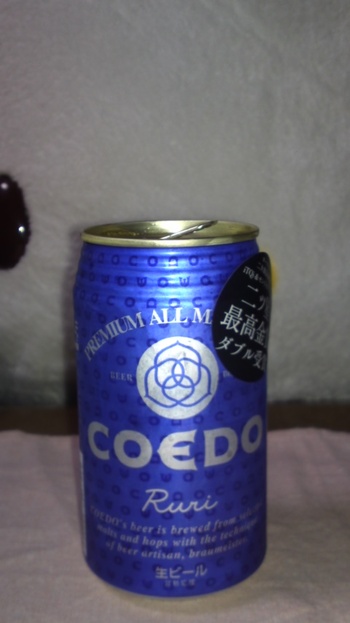 PREMIUM ALL M
BEER
COEDO
Ruri
COEDO's beer is brewed from
malts and hops with the technique
of beer artisan, braumeister.
生ビール
最高金
ダブル受